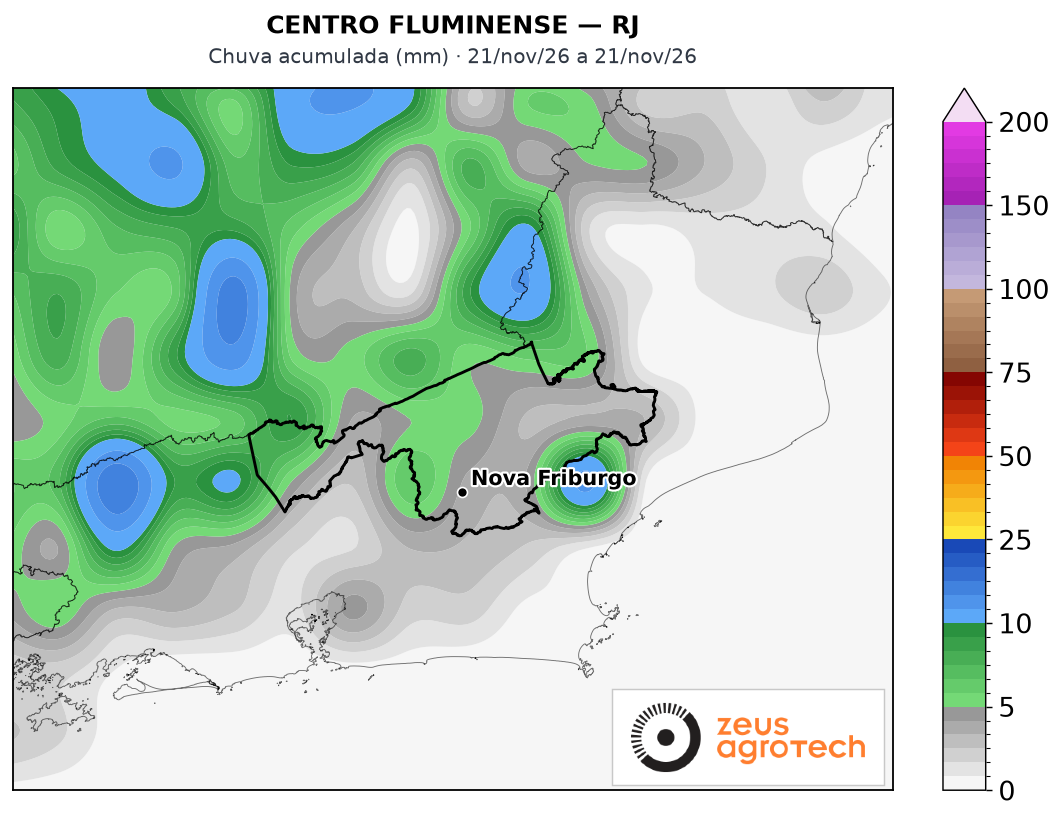 CENTRO FLUMINENSE — RJ
Chuva acumulada (mm) · 21/nov/26 a 21/nov/26
200
150
100
75
50
25
10
5
0
Nova Friburgo
zeus
agrotech